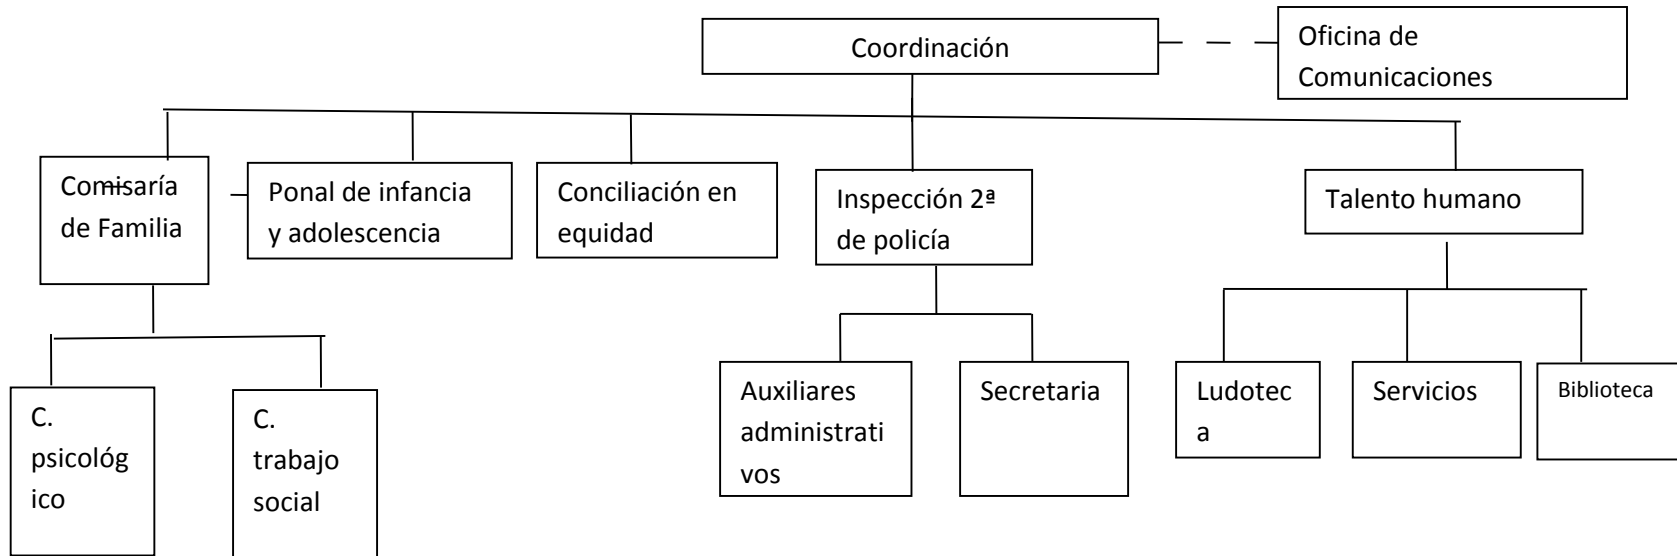 Coordinación
Oficina de
Comunicaciones
Comisaría
de Familia
Ponal de infancia
y adolescencia
Conciliación en
equidad
Inspección 2ª
de policía
Talento humano
C.
psicológ
ico
C.
trabajo
social
Auxiliares
administrati
vos
Secretaria
Ludotec
a
Servicios
Biblioteca